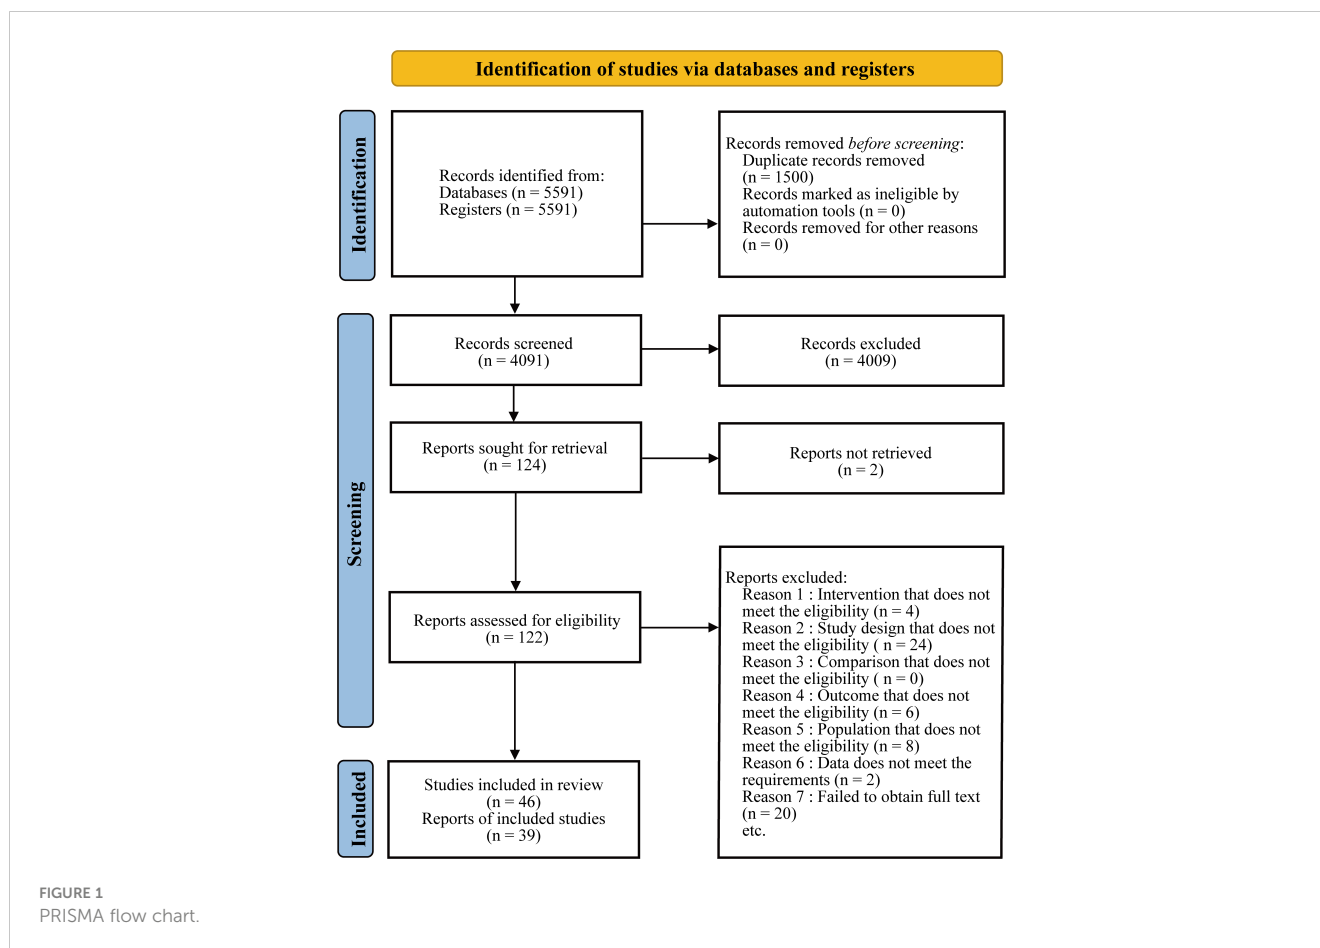 Identification of studies via databases and registers
Identification
Records identified from:
Databases (n = 5591)
Registers (n = 5591)
Records removed before screening:
Duplicate records removed
(n = 1500)
Records marked as ineligible by
automation tools (n = 0)
Records removed for other reasons
(n = 0)
Screening
Records screened
(n = 4091)
Records excluded
(n = 4009)
Reports sought for retrieval
(n = 124)
Reports not retrieved
(n = 2)
Reports assessed for eligibility
(n = 122)
Reports excluded:
Reason 1 : Intervention that does not
meet the eligibility (n = 4)
Reason 2 : Study design that does not
meet the eligibility ( n = 24)
Reason 3 : Comparison that does not
meet the eligibility ( n = 0)
Reason 4 : Outcome that does not
meet the eligibility (n = 6)
Reason 5 : Population that does not
meet the eligibility (n = 8)
Reason 6 : Data does not meet the
requirements (n = 2)
Reason 7 : Failed to obtain full text
(n = 20)
etc.
Included
Studies included in review
(n = 46)
Reports of included studies
(n = 39)
FIGURE 1
PRISMA flow chart.